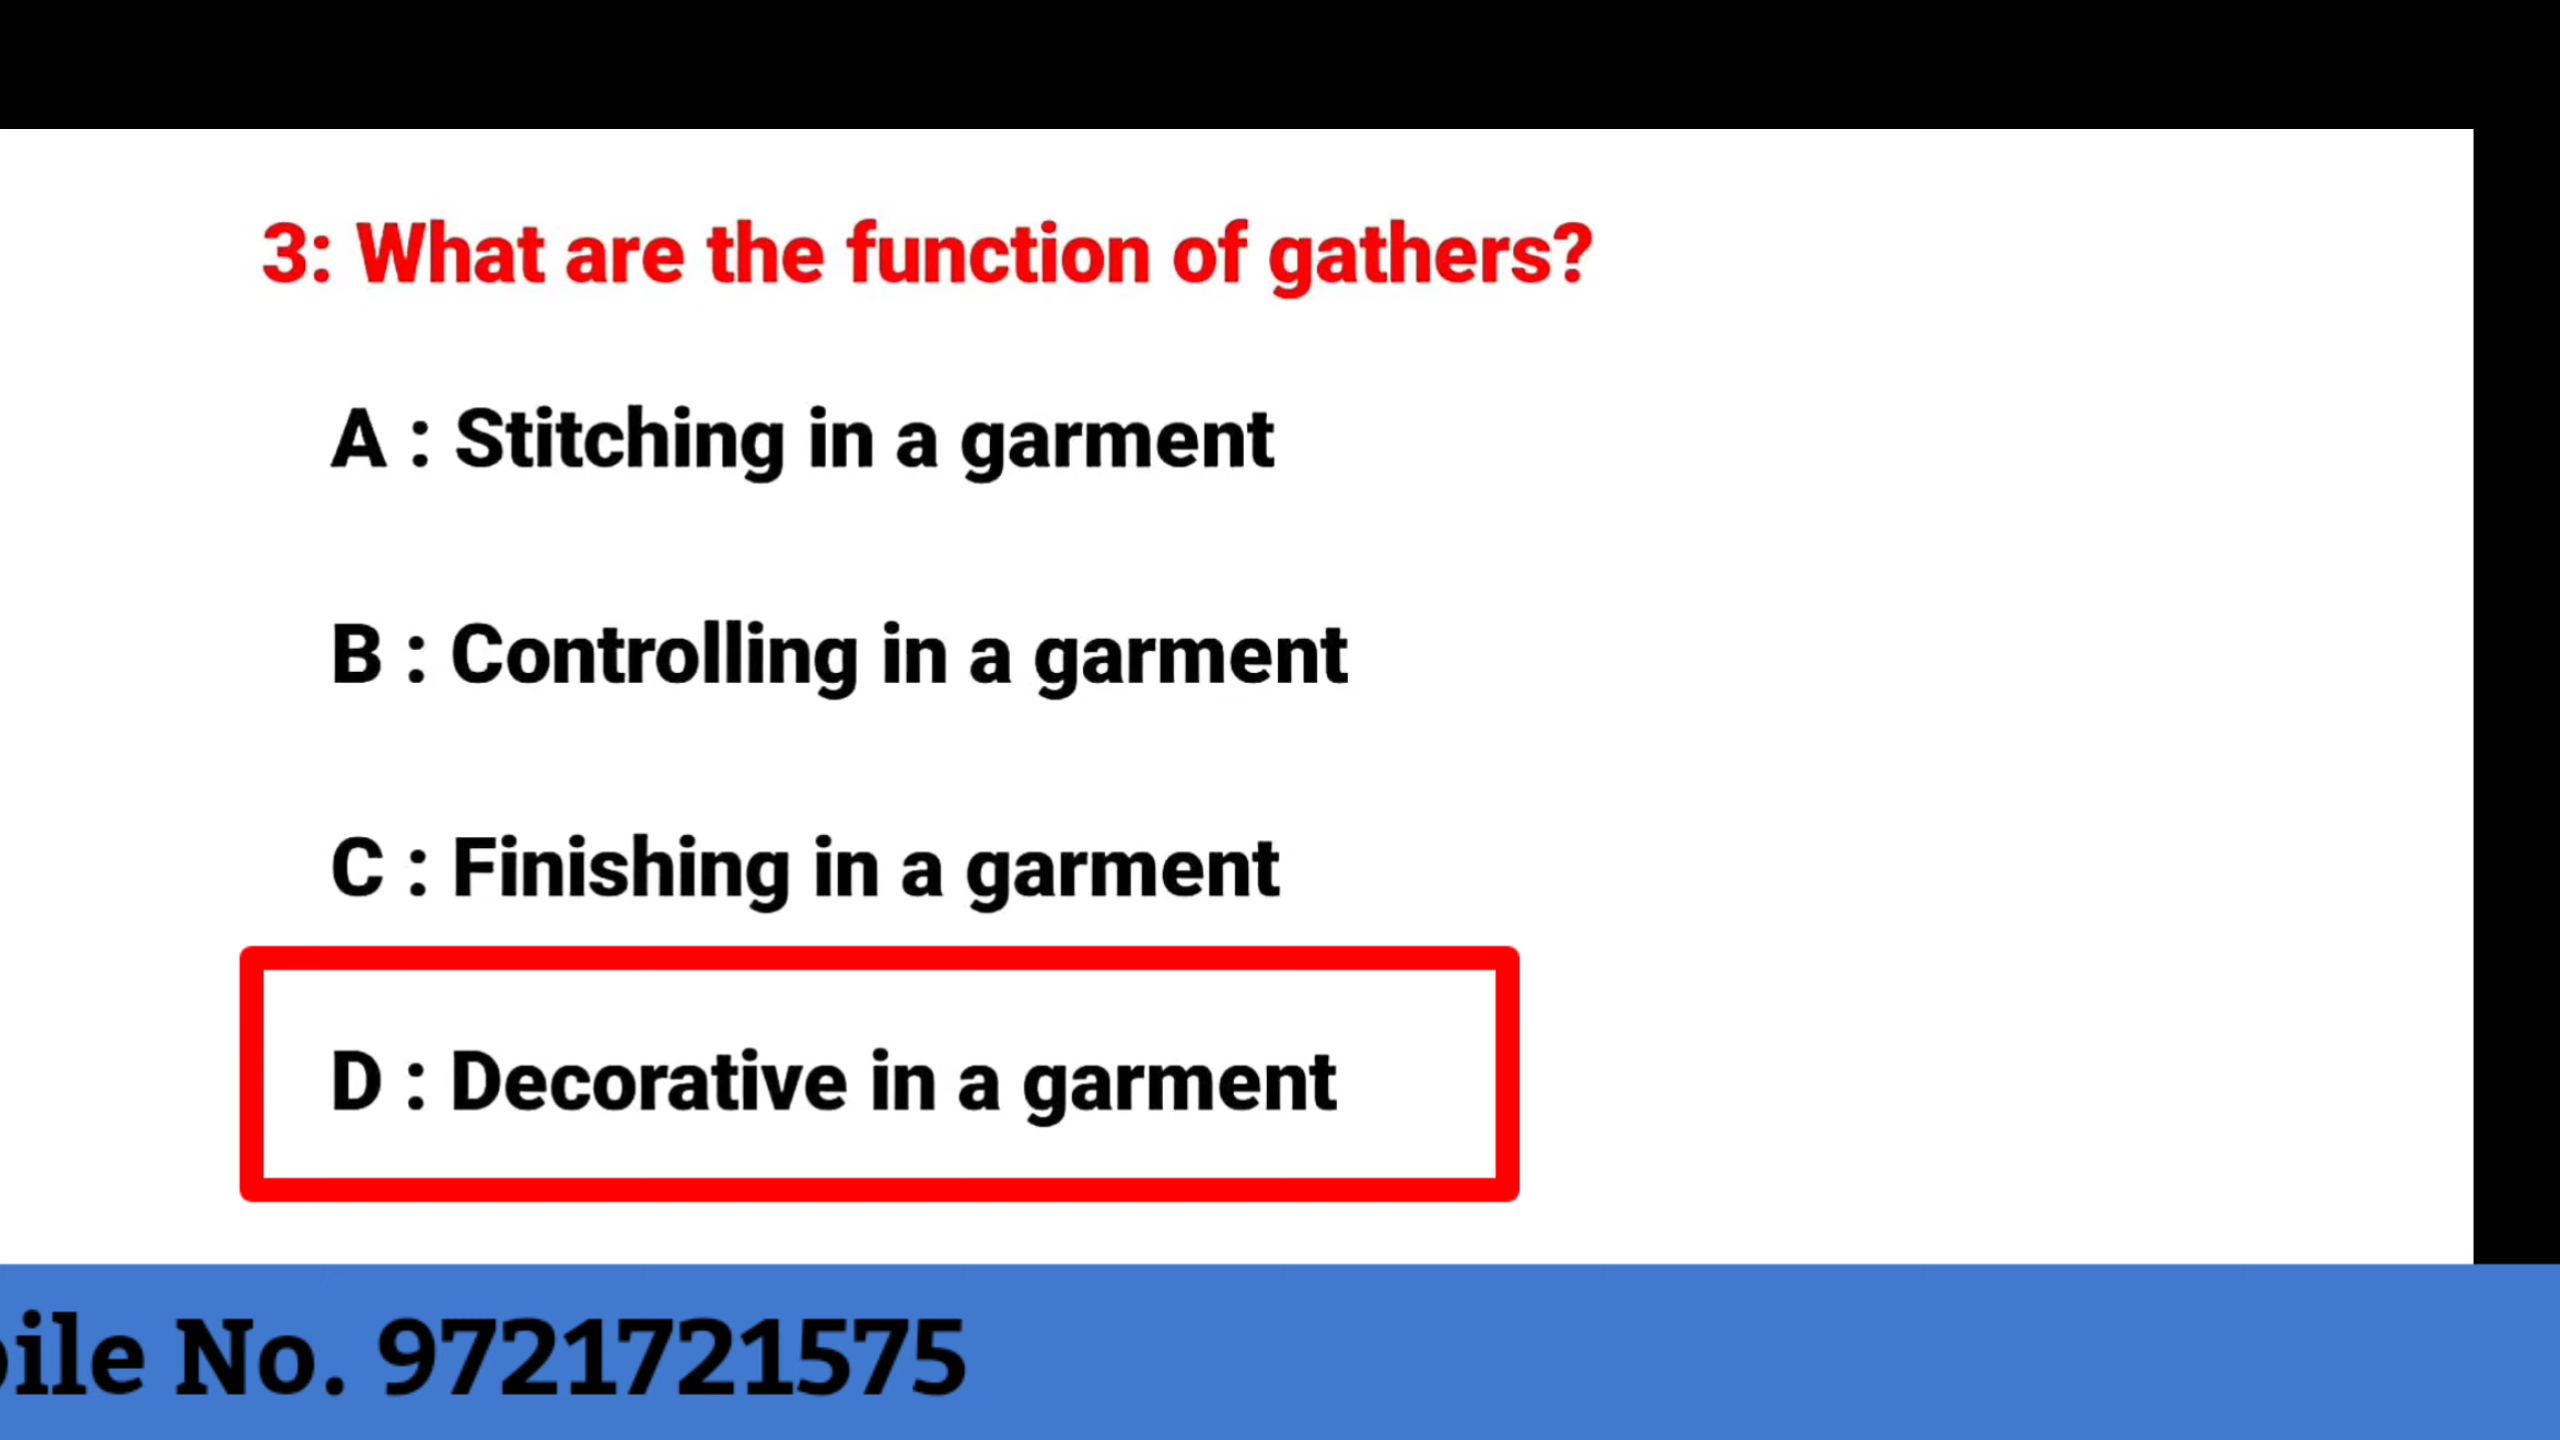 3: What are the function of gathers?
A : Stitching in a garment
B : Controlling in a garment
C : Finishing in a garment
D : Decorative in a garment
No. 9721721575